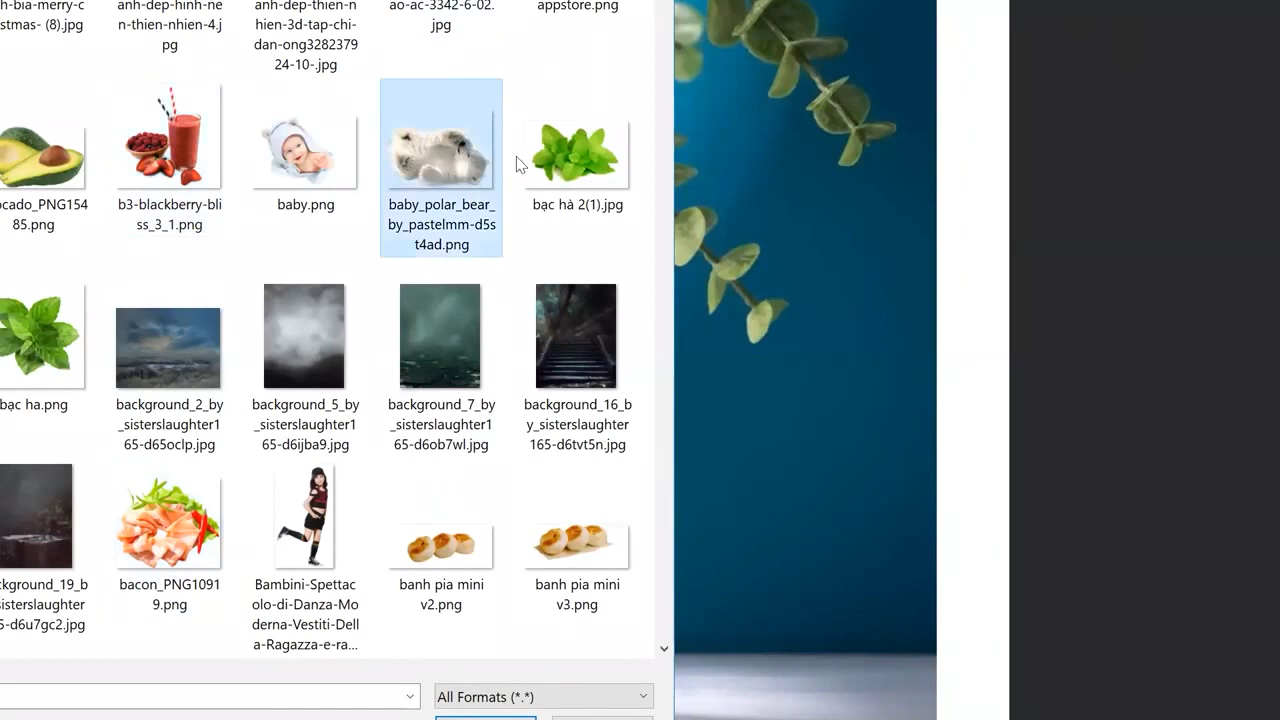 h-bia-merry-c
stmas- (8).jpg
anh-dep-hinh-ne
n-thien-nhien-4.j
pg
anh-dep-thien-n
hien-3d-tap-chi-
dan-ong3282379
24-10-.jpg
ao-ac-3342-6-02.
jpg
appstore.png
ocado_PNG154
85.png
b3-blackberry-bli
ss_3_1.png
baby.png
baby_polar_bear_
by_pastelmm-d5s
t4ad.png
bạc hà 2(1).jpg
bạc ha.png
background_2_by
_sisterslaughter1
65-d65oclp.jpg
background_5_by
_sisterslaughter1
65-d6ijba9.jpg
background_7_by
_sisterslaughter1
65-d6ob7wl.jpg
background_16_b
y_sisterslaughter
165-d6tvt5n.jpg
ckground_19_b
sisterslaughter
5-d6u7gc2.jpg
bacon_PNG1091
9.png
Bambini-Spettac
olo-di-Danza-Mo
derna-Vestiti-Dell
a-Ragazza-e-ra...
banh pia mini
v2.png
banh pia mini
v3.png
All Formats (*.*)